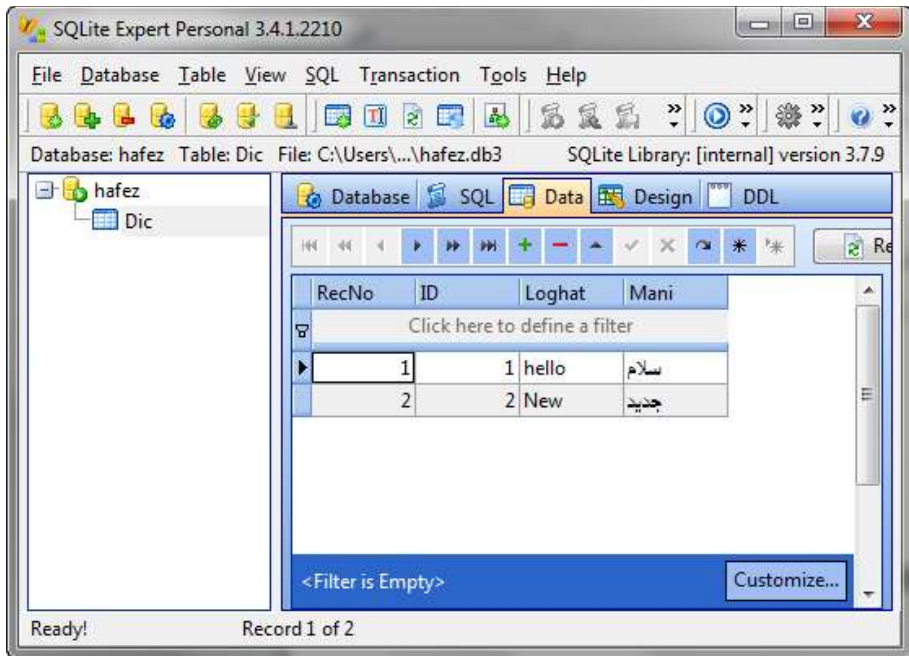 SQLite Expert Personal 3.4.1.2210
File Database Table View SQL Transaction Tools Help
Database: hafez Table: Dic File: C:\Users\...\hafez.db3 SQLite Library: [internal] version 3.7.9
hafez
Dic
Database SQL Data Design DDL
Re
RecNo ID Loghat Mani
Click here to define a filter
1 1 hello سلام
2 2 New جدید
<Filter is Empty> Customize...
Ready! Record 1 of 2